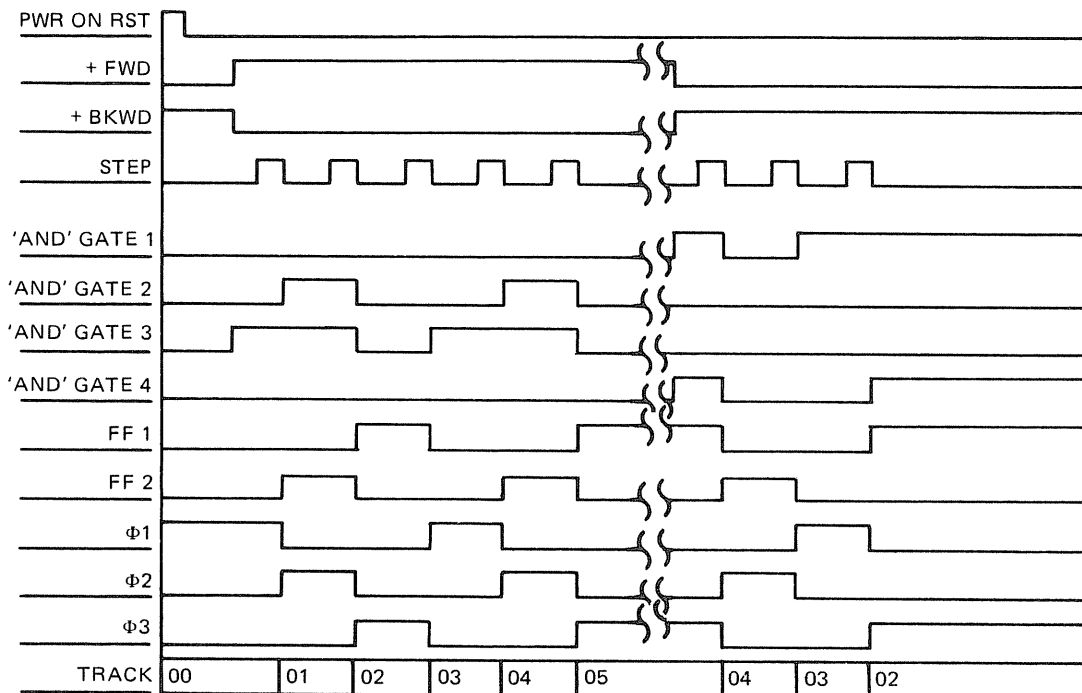 PWR ON RST
+ FWD
+ BKWD
STEP
'AND' GATE 1
'AND' GATE 2
'AND' GATE 3
'AND' GATE 4
FF 1
FF 2
Φ1
Φ2
Φ3
TRACK 00 01 02 03 04 05 04 03 02